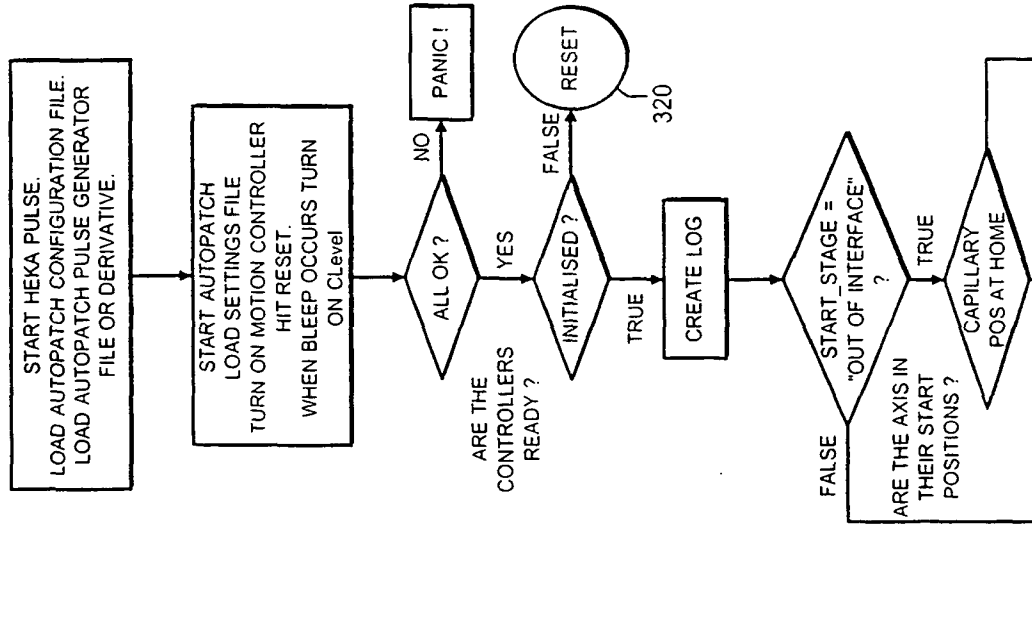 START HEKA PULSE.
LOAD AUTOPATCH CONFIGURATION FILE.
LOAD AUTOPATCH PULSE GENERATOR
FILE OR DERIVATIVE.
START AUTOPATCH
LOAD SETTINGS FILE
TURN ON MOTION CONTROLLER
HIT RESET.
WHEN BLEEP OCCURS TURN
ON CLevel
ALL OK ?
NO
PANIC !
YES
ARE THE
CONTROLLERS
READY ?
INITIALISED ?
FALSE
RESET
320
TRUE
CREATE LOG
START_STAGE =
"OUT OF INTERFACE"
?
FALSE
TRUE
ARE THE AXIS IN
THEIR START
POSITIONS ?
CAPILLARY
POS AT HOME